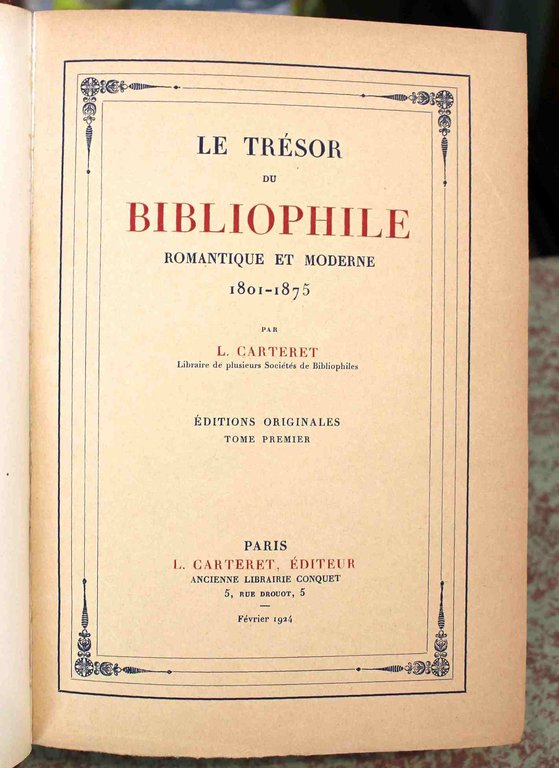 LE TRÉSOR
DU
BIBLIOPHILE
ROMANTIQUE ET MODERNE
1801-1875
PAR
L. CARTERET
Libraire de plusieurs Sociétés de Bibliophiles
ÉDITIONS ORIGINALES
TOME PREMIER
PARIS
L. CARTERET, ÉDITEUR
ANCIENNE LIBRAIRIE CONQUET
5, RUE DROUOT, 5
Février 1924